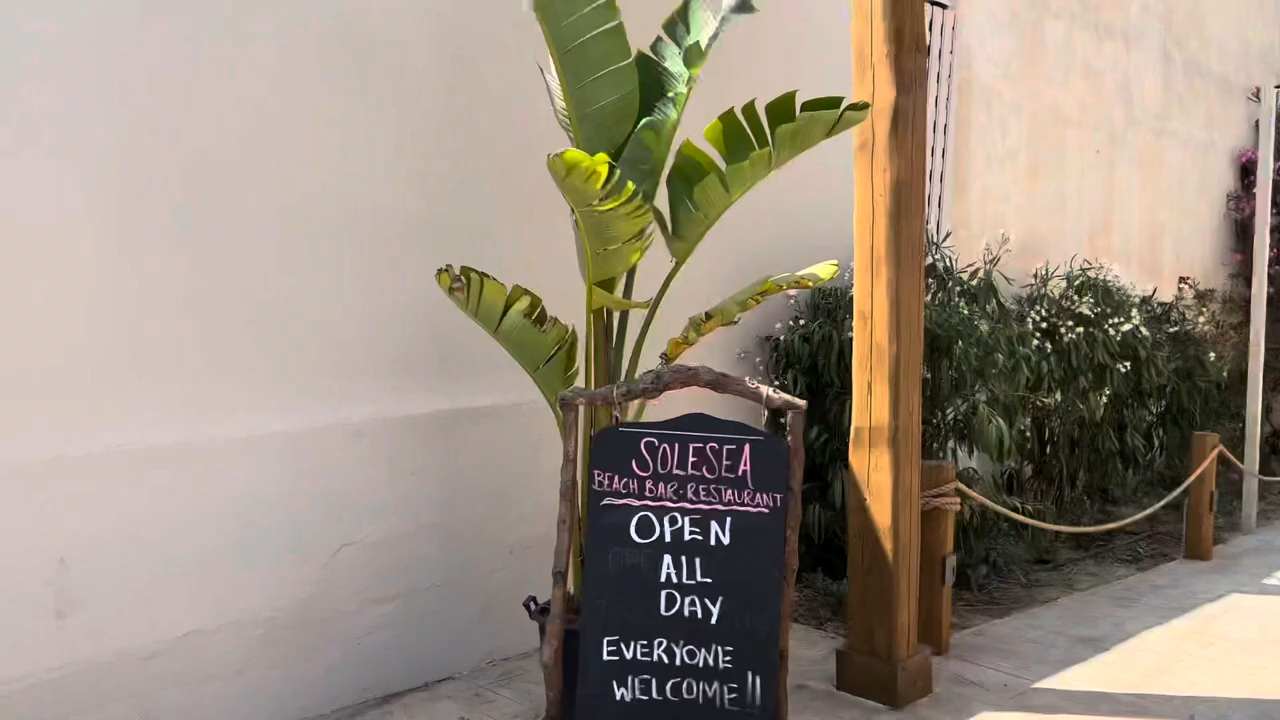 SOLESEA
BEACH BAR-RESTAURANT
OPEN
ALL
DAY
EVERYONE
WELCOME!!